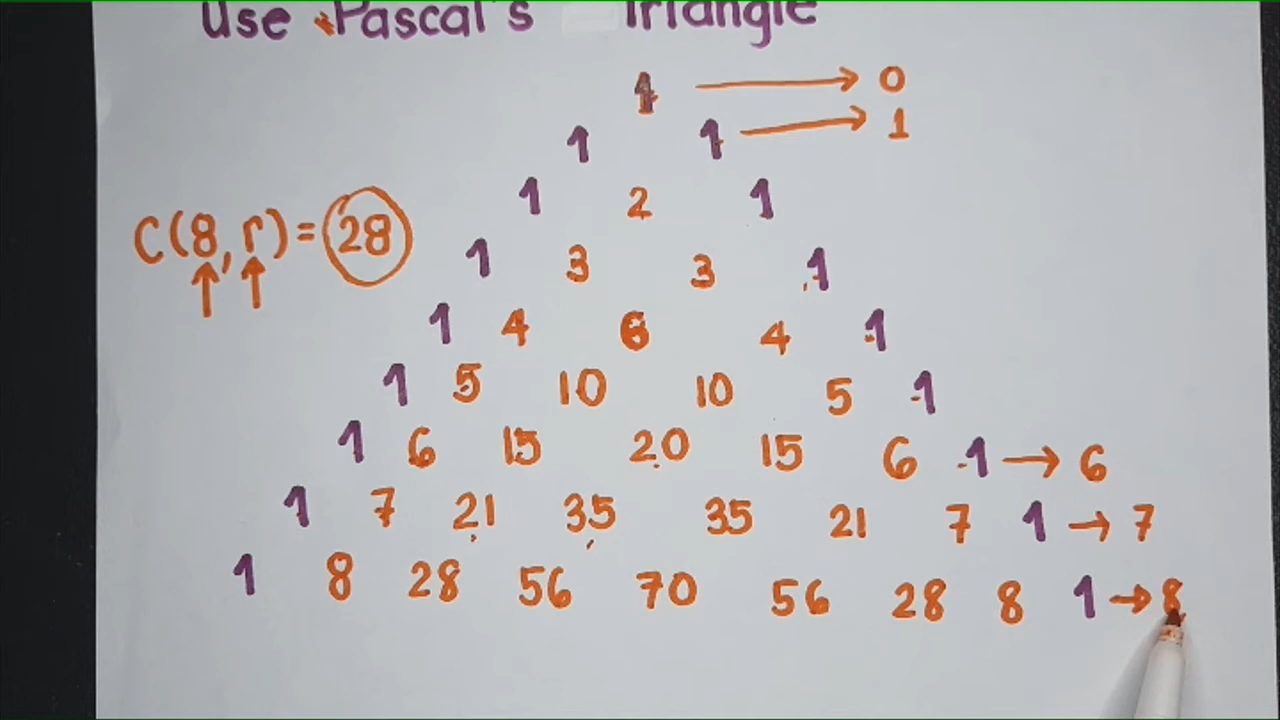 Use Pascal's Triangle
1 → 0
1 1 → 1
1 2 1
C(8,r)=28
1 3 3 1
1 4 6 4 1
1 5 10 10 5 1
1 6 15 20 15 6 1 → 6
1 7 21 35 35 21 7 1 → 7
1 8 28 56 70 56 28 8 1 → 8